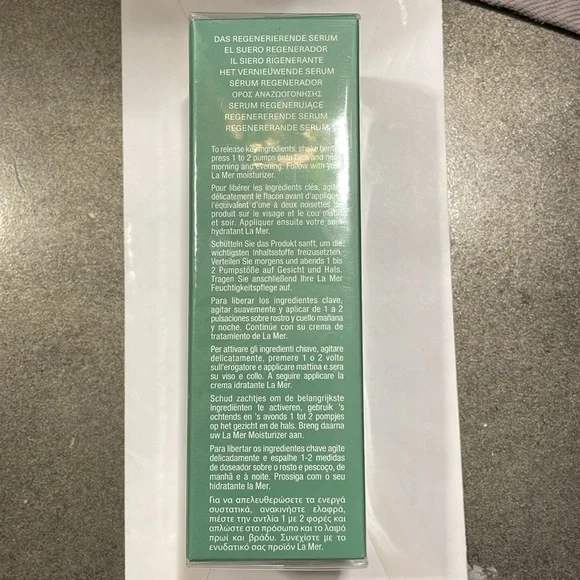 DAS REGENERIERENDE SERUM
EL SUERO REGENERADOR
IL SIERO RIGENERANTE
HET VERNIEUWENDE SERUM
SÉRUM REGENERADOR
ΟΡΟΣ ΑΝΑΖΩΟΓΟΝΗΣΗΣ
SERUM REGENERUJĄCE
REGENERERENDE SERUM
REGENERERANDE SERUM
To release key ingredients, shake gently
press 1 to 2 pumps onto face and neck
morning and evening. Follow with your
La Mer moisturizer.
Pour libérer les ingrédients clés, agiter
délicatement le flacon avant d'appliquer
l'équivalent d'une à deux noisettes de
produit sur le visage et le cou matin
et soir. Appliquer ensuite votre soin
hydratant La Mer.
Schütteln Sie das Produkt sanft, um die
wichtigsten Inhaltsstoffe freizusetzen.
Verteilen Sie morgens und abends 1 bis
2 Pumpstöße auf Gesicht und Hals.
Tragen Sie anschließend Ihre La Mer
Feuchtigkeitspflege auf.
Para liberar los ingredientes clave,
agitar suavemente y aplicar de 1 a 2
pulsaciones sobre rostro y cuello mañana
y noche. Continúe con su crema de
tratamiento de La Mer.
Per attivare gli ingredienti chiave, agitare
delicatamente, premere 1 o 2 volte
sull'erogatore e applicare mattina e sera
su viso e collo. A seguire applicare la
crema idratante La Mer.
Schud zachtjes om de belangrijkste
ingrediënten te activeren, gebruik 's
ochtends en 's avonds 1 tot 2 pompjes
op het gezicht en de hals. Breng daarna
uw La Mer Moisturizer aan.
Para libertar os ingredientes chave agite
delicadamente e espalhe 1-2 medidas
de doseador sobre o rosto e pescoço, de
manhã e à noite. Prossiga com o seu
hidratante la Mer.
Για να απελευθερώσετε τα ενεργά
συστατικά, ανακινήστε ελαφρά,
πιέστε την αντλία 1 με 2 φορές και
απλώστε στο πρόσωπο και το λαιμό
πρωί και βράδυ. Συνεχίστε με το
ενυδατικό σας προϊόν La Mer.